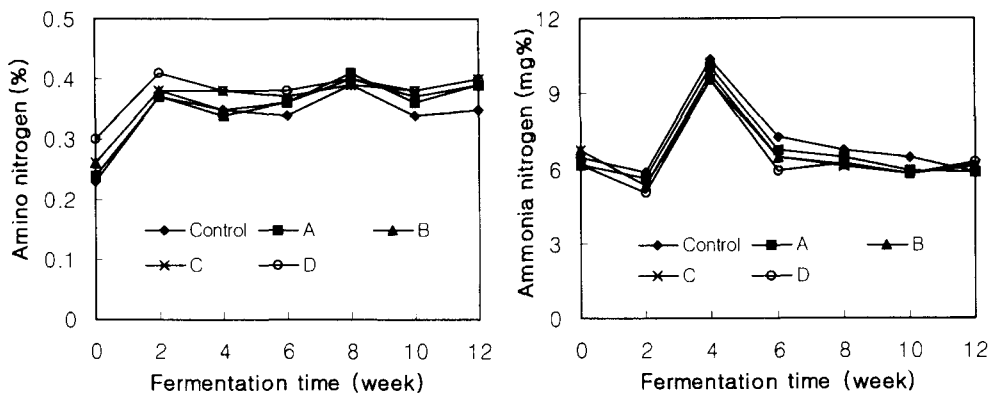 Amino nitrogen (%)
0.5
0.4
0.3
0.2
0.1
0
Control A B
C D
0 2 4 6 8 10 12
Fermentation time (week)
Ammonia nitrogen (mg%)
12
9
6
3
0
Control A B
C D
0 2 4 6 8 10 12
Fermentation time (week)